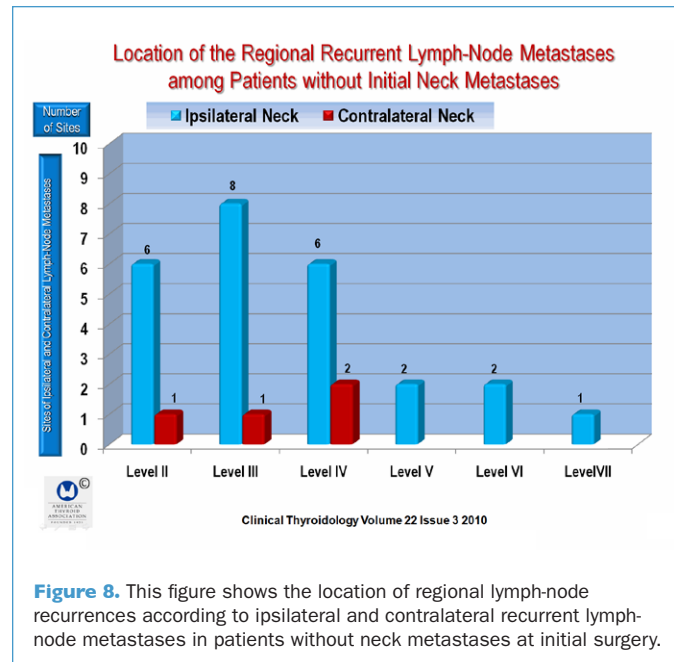 Location of the Regional Recurrent Lymph-Node Metastases
among Patients without Initial Neck Metastases
Number
of Sites
Ipsilateral Neck
Contralateral Neck
Sites of Ipsilateral and Contralateral Lymph-Node Metastases
10
9
8
7
6
5
4
3
2
1
0
6
1
8
1
6
2
2
2
1
Level II
Level III
Level IV
Level V
Level VI
LevelVII
©
AMERICAN
THYROID
ASSOCIATION
FOUNDED 1923
Clinical Thyroidology Volume 22 Issue 3 2010
Figure 8. This figure shows the location of regional lymph-node
recurrences according to ipsilateral and contralateral recurrent lymph-
node metastases in patients without neck metastases at initial surgery.